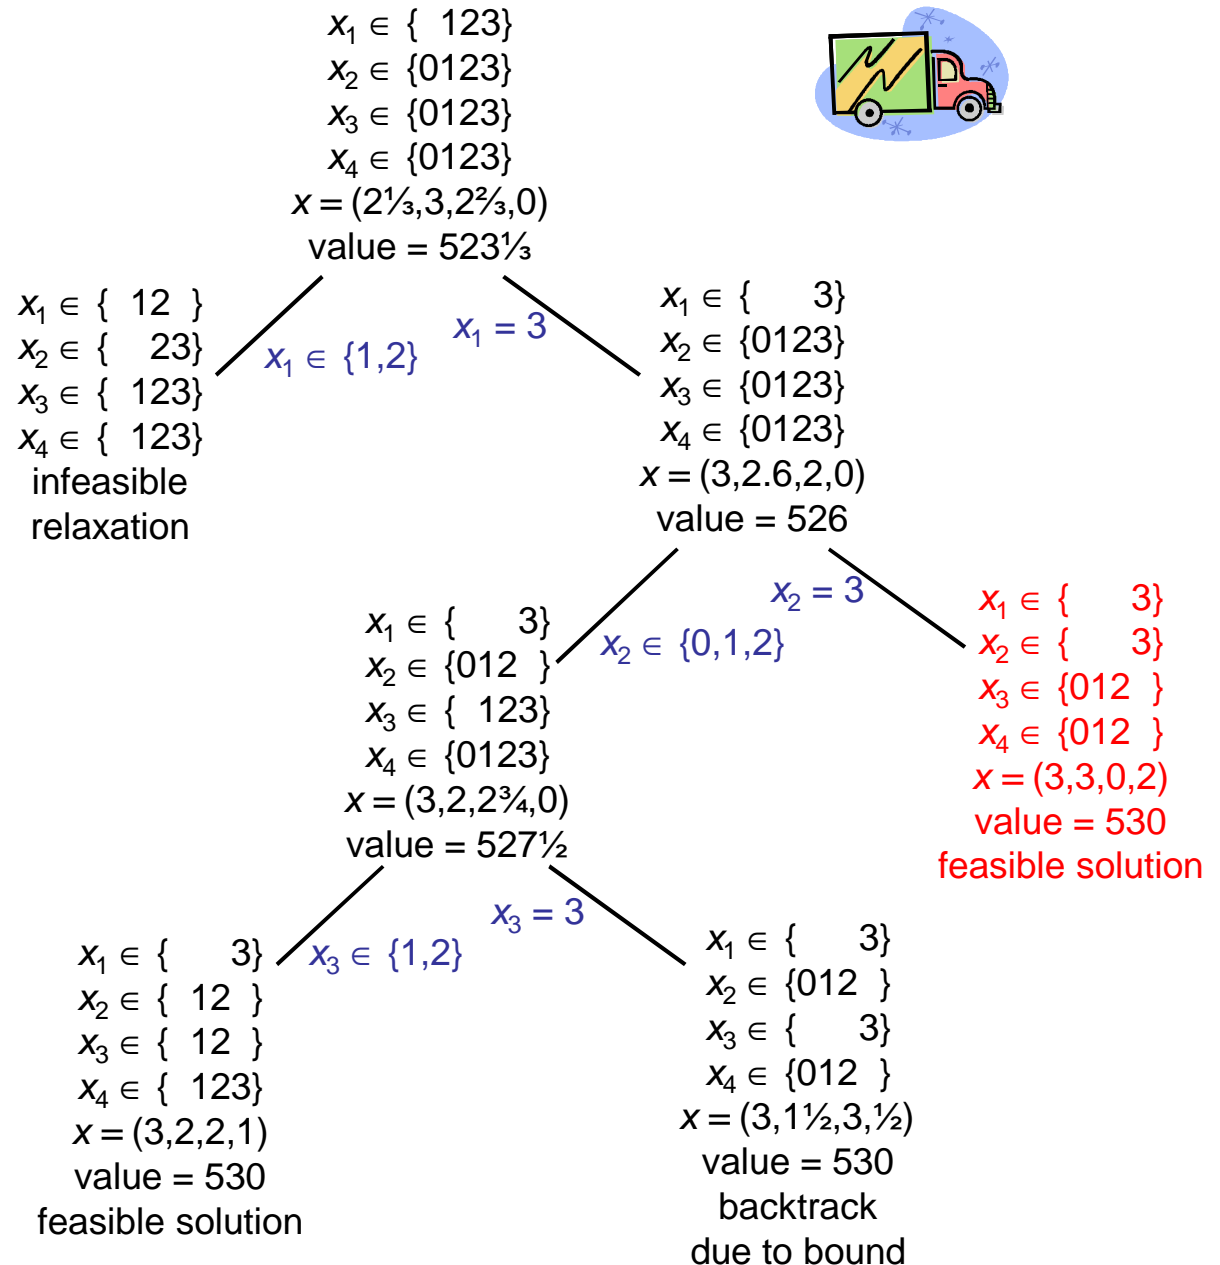 x₁ ∈ {  123}
x₂ ∈ {0123}
x₃ ∈ {0123}
x₄ ∈ {0123}
x = (2⅓,3,2⅔,0)
value = 523⅓
x₁ ∈ {1,2}
x₁ = 3
x₁ ∈ {  12  }
x₂ ∈ {    23}
x₃ ∈ {  123}
x₄ ∈ {  123}
infeasible
relaxation
x₁ ∈ {      3}
x₂ ∈ {0123}
x₃ ∈ {0123}
x₄ ∈ {0123}
x = (3,2.6,2,0)
value = 526
x₂ ∈ {0,1,2}
x₂ = 3
x₁ ∈ {      3}
x₂ ∈ {012  }
x₃ ∈ {  123}
x₄ ∈ {0123}
x = (3,2,2¾,0)
value = 527½
x₁ ∈ {      3}
x₂ ∈ {      3}
x₃ ∈ {012  }
x₄ ∈ {012  }
x = (3,3,0,2)
value = 530
feasible solution
x₃ ∈ {1,2}
x₃ = 3
x₁ ∈ {      3}
x₂ ∈ {  12  }
x₃ ∈ {  12  }
x₄ ∈ {  123}
x = (3,2,2,1)
value = 530
feasible solution
x₁ ∈ {      3}
x₂ ∈ {012  }
x₃ ∈ {      3}
x₄ ∈ {012  }
x = (3,1½,3,½)
value = 530
backtrack
due to bound